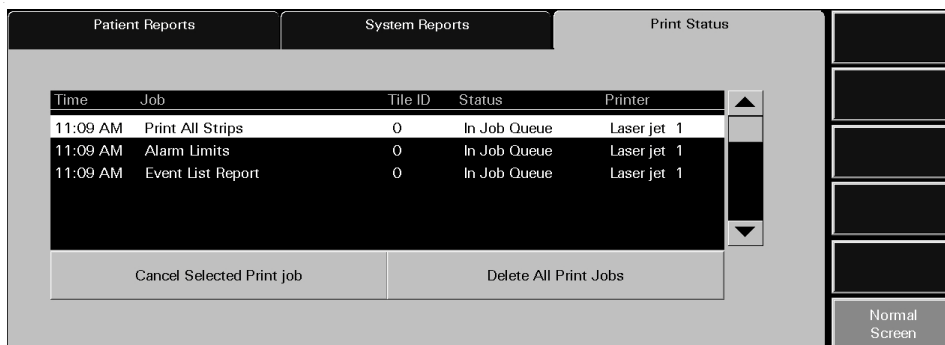 Patient Reports System Reports Print Status
Time Job Tile ID Status Printer
11:09 AM Print All Strips 0 In Job Queue Laser jet 1
11:09 AM Alarm Limits 0 In Job Queue Laser jet 1
11:09 AM Event List Report 0 In Job Queue Laser jet 1
Cancel Selected Print job Delete All Print Jobs
Normal
Screen